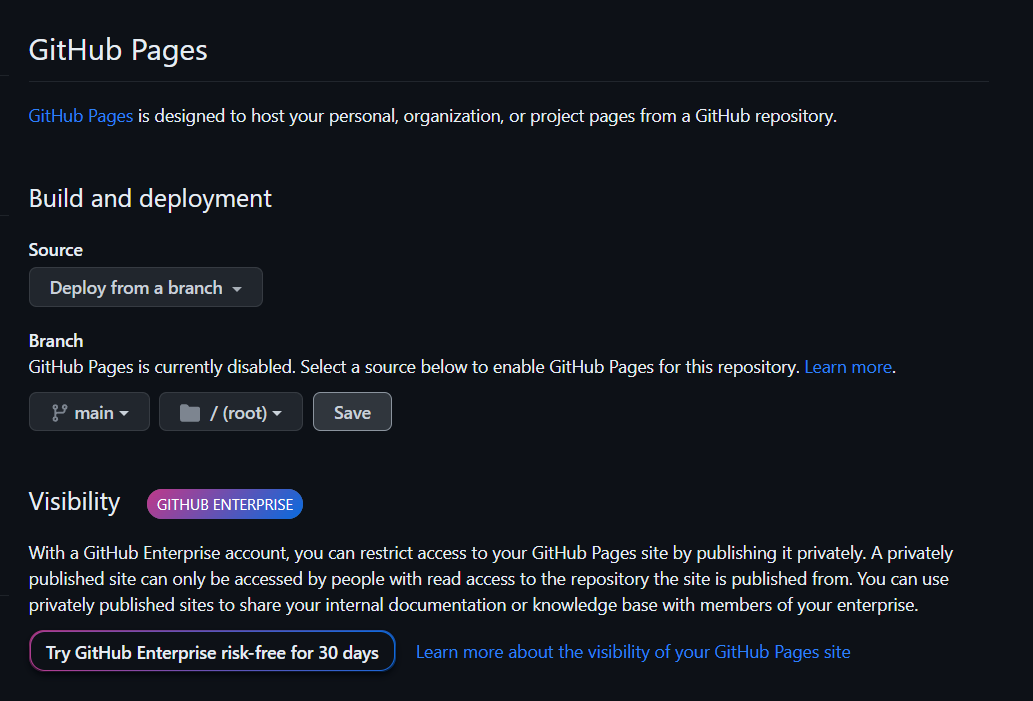 GitHub Pages
GitHub Pages is designed to host your personal, organization, or project pages from a GitHub repository.
Build and deployment
Source
Deploy from a branch
Branch
GitHub Pages is currently disabled. Select a source below to enable GitHub Pages for this repository. Learn more.
main / (root) Save
Visibility GITHUB ENTERPRISE
With a GitHub Enterprise account, you can restrict access to your GitHub Pages site by publishing it privately. A privately
published site can only be accessed by people with read access to the repository the site is published from. You can use
privately published sites to share your internal documentation or knowledge base with members of your enterprise.
Try GitHub Enterprise risk-free for 30 days Learn more about the visibility of your GitHub Pages site